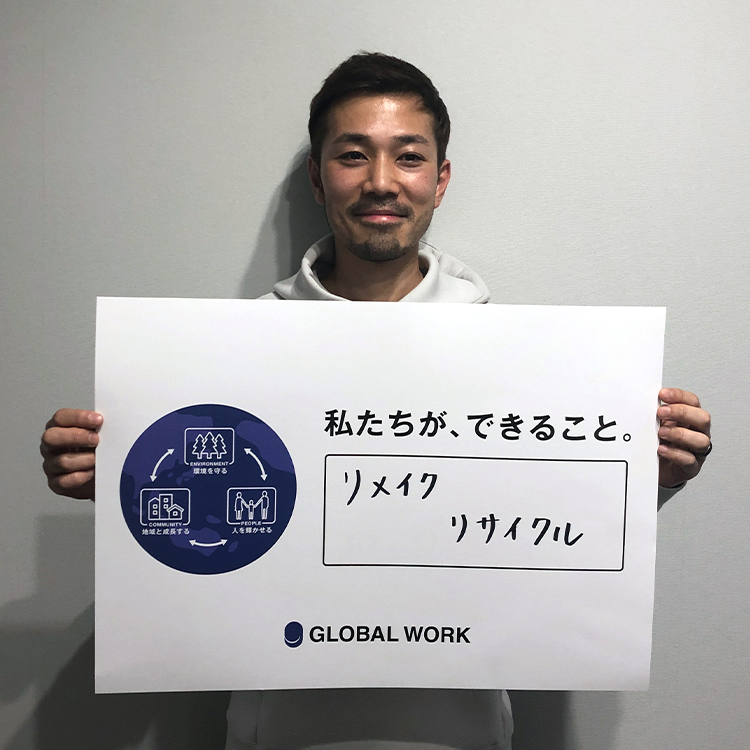 私たちが、できること。
リメイク
リサイクル
ENVIRONMENT
環境を守る
COMMUNITY
地域と成長する
PEOPLE
人を輝かせる
GLOBAL WORK